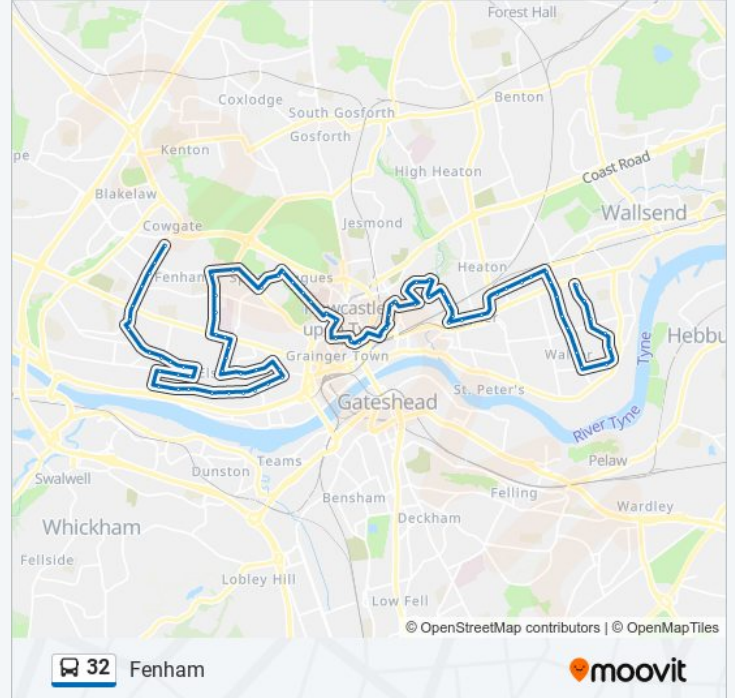 Forest Hall
Coxlodge
Benton
South Gosforth
Gosforth
Kenton
High Heaton
Coast Road
Blakelaw
Wallsend
Cowgate
Jesmond
Heaton
Fenham
Tyne
Hebbu
Grainger Town
St. Peter's
Gateshead
River Tyne
Teams
Pelaw
Dunston
Swalwell
Felling
Bensham
Wardley
Deckham
Whickham
Fellside
Lobley Hill
Low Fell
© OpenStreetMap contributors | © OpenMapTiles
32 Fenham
moovit